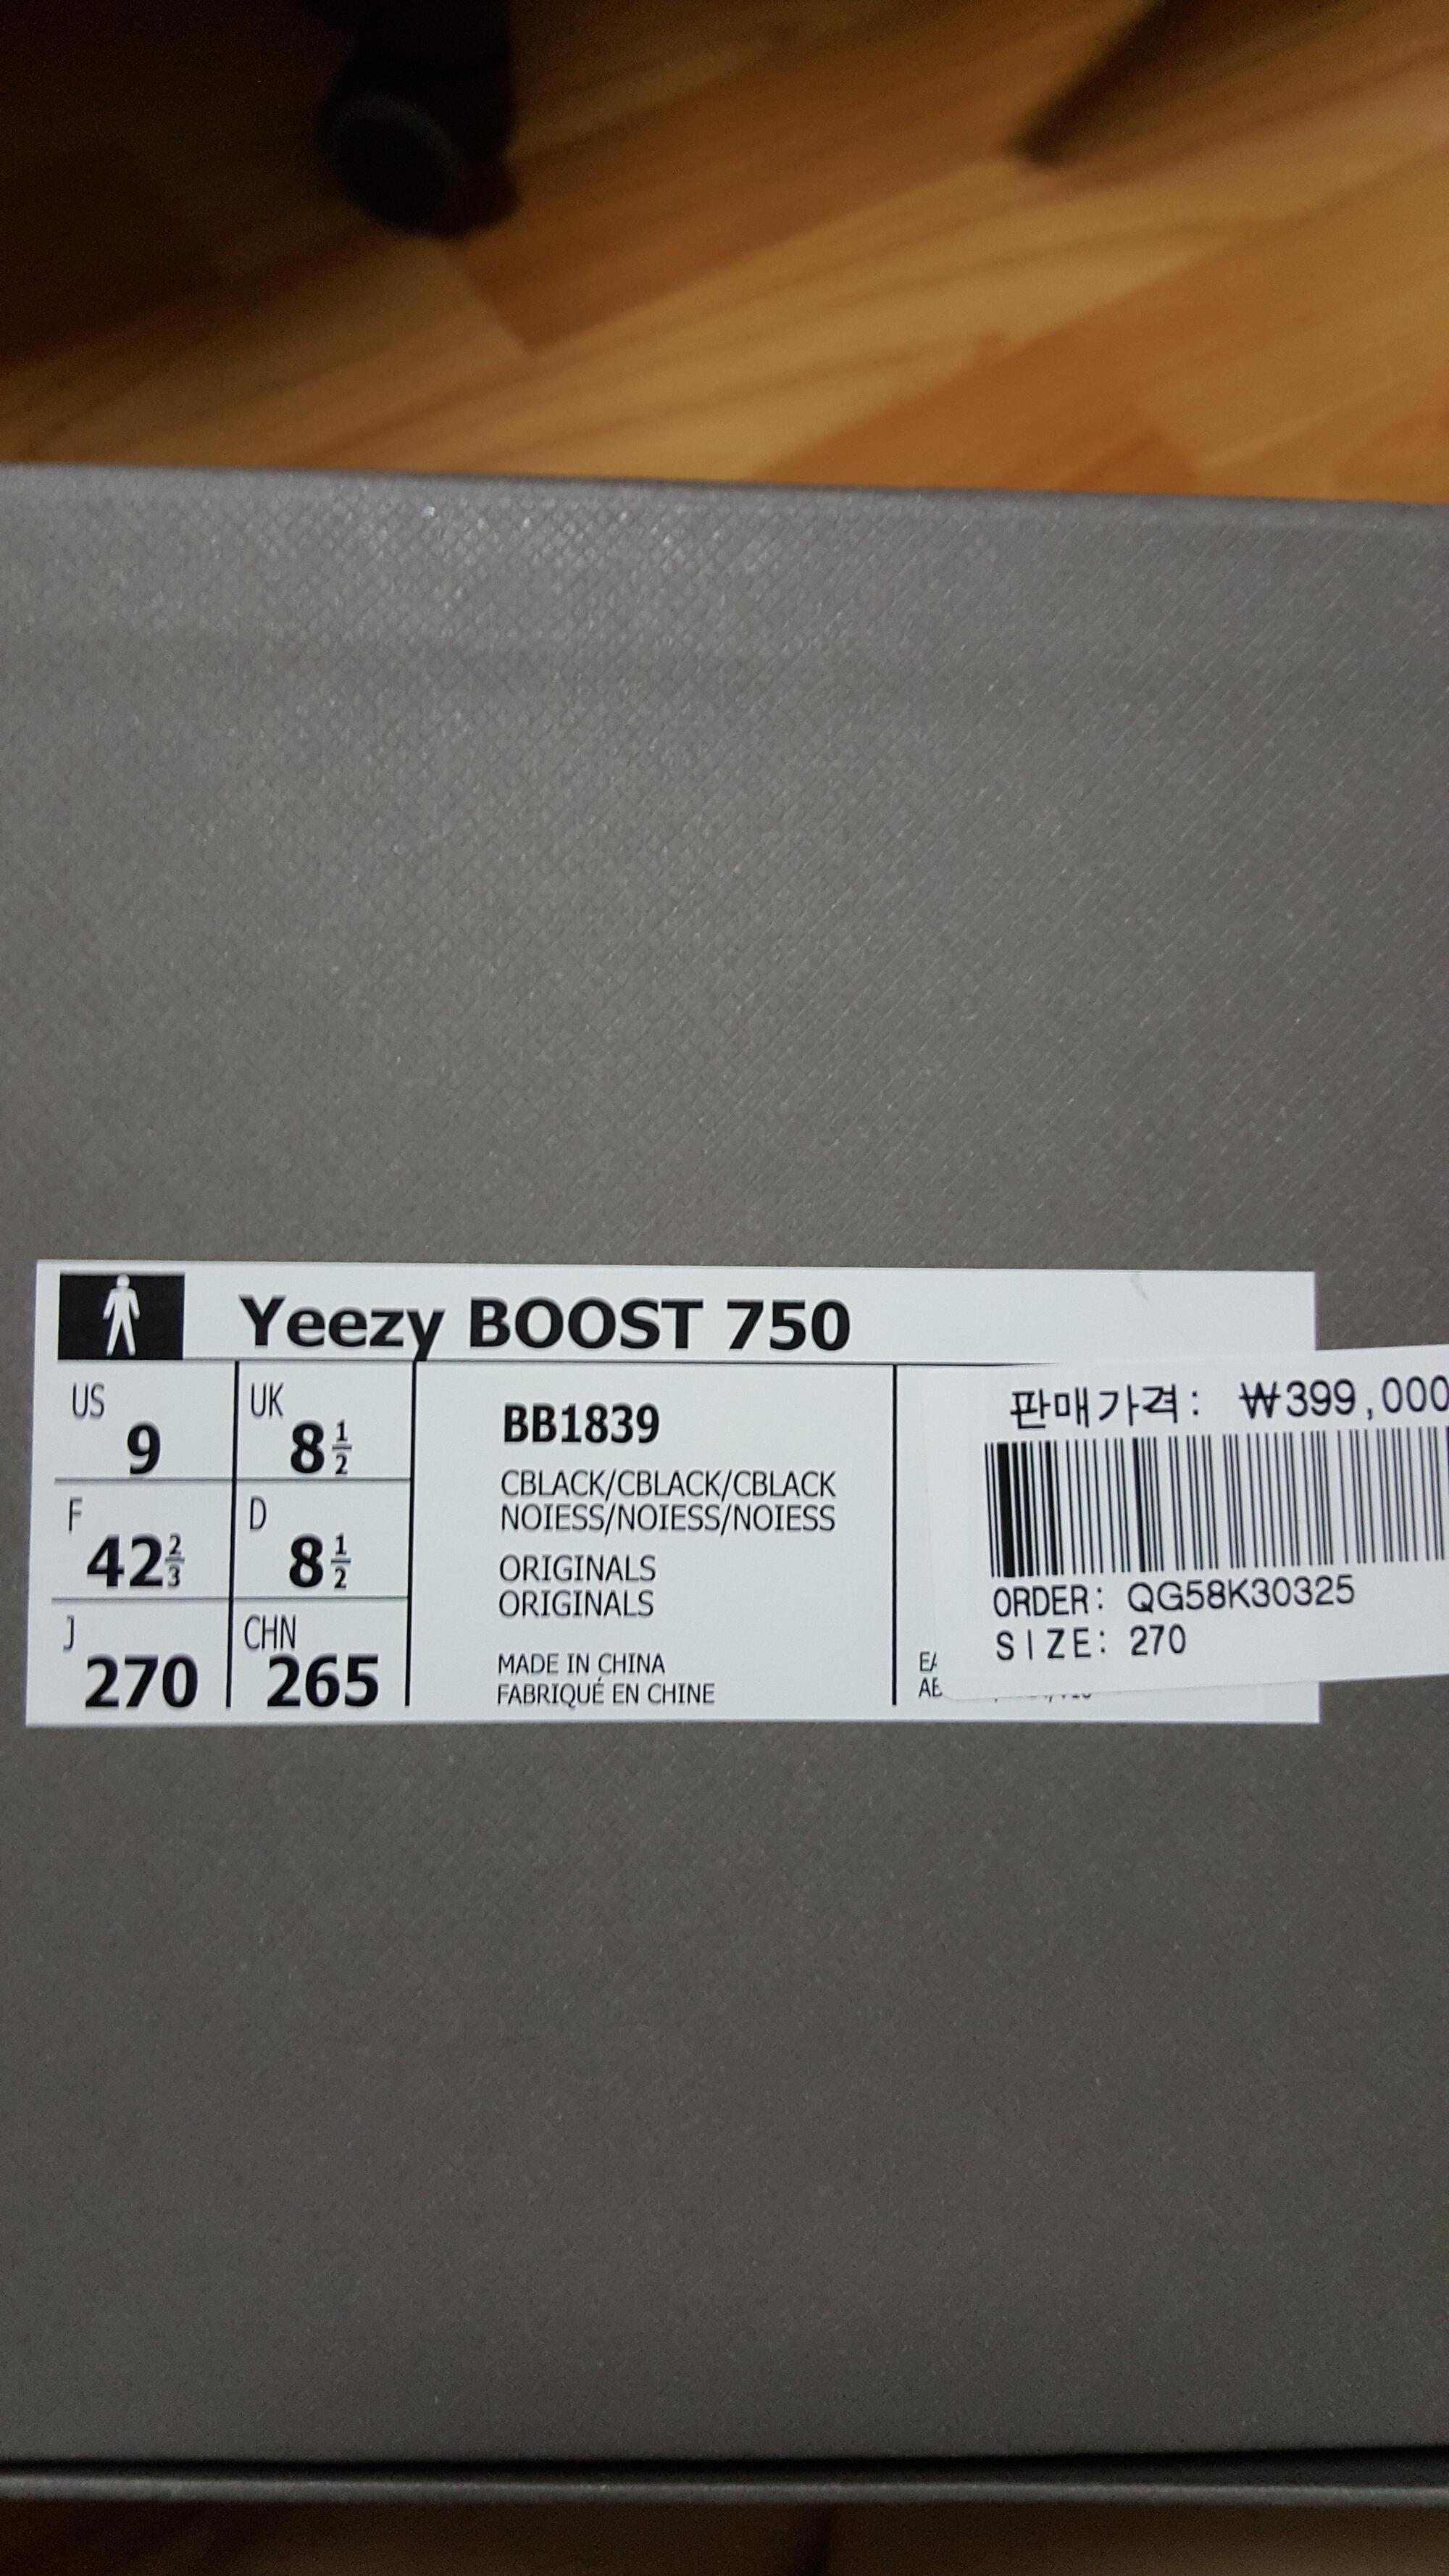 Yeezy BOOST 750
US 9
UK 8 1/2
F 42 2/3
D 8 1/2
J 270
CHN 265
BB1839
CBLACK/CBLACK/CBLACK
NOIESS/NOIESS/NOIESS
ORIGINALS
ORIGINALS
MADE IN CHINA
FABRIQUÉ EN CHINE
판매가격: ₩399,000
ORDER: QG58K30325
SIZE: 270